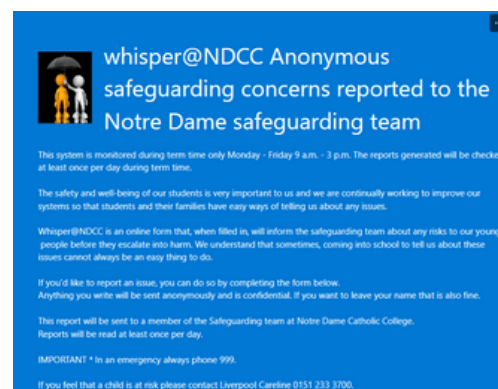 whisper@NDCC Anonymous
safeguarding concerns reported to the
Notre Dame safeguarding team
This system is monitored during term time only Monday - Friday 9 a.m. - 3 p.m. The reports generated will be checked
at least once per day during term time.
The safety and well-being of our students is very important to us and we are continually working to improve our
systems so that students and their families have easy ways of telling us about any issues.
Whisper@NDCC is an online form that, when filled in, will inform the safeguarding team about any risks to our young
people before they escalate into harm. We understand that sometimes, coming into school to tell us about these
issues cannot always be an easy thing to do.
If you'd like to report an issue, you can do so by completing the form below.
Anything you write will be sent anonymously and is confidential. If you want to leave your name that is also fine.
This report will be sent to a member of the Safeguarding team at Notre Dame Catholic College.
Reports will be read at least once per day.
IMPORTANT * In an emergency always phone 999.
If you feel that a child is at risk please contact Liverpool Careline 0151 233 3700.